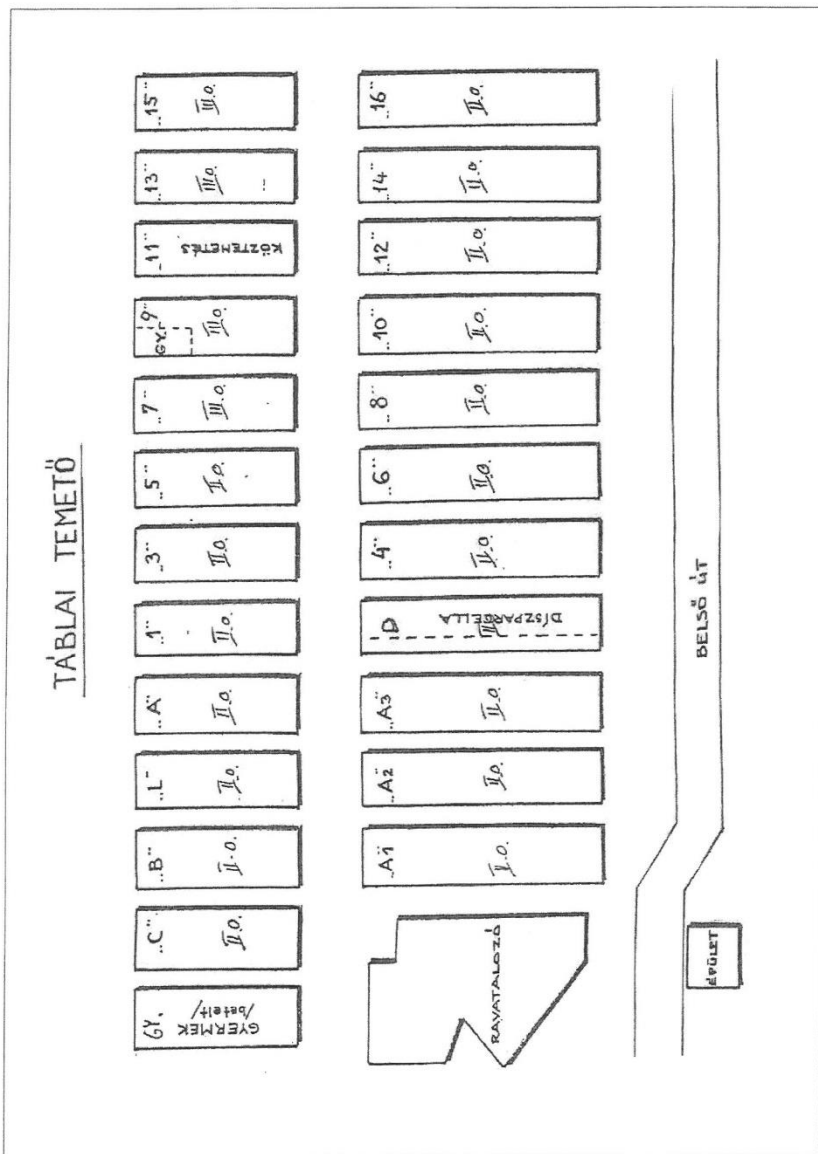 TÁBLAI TEMETŐ
„15” III.o.
„13” III.o.
„11” KÖZTEMETÉS
„9” GY. III.o.
„7” III.o.
„5” II.o.
„3” II.o.
„1” II.o.
„A” II.o.
„L” II.o.
„B” II.o.
„C” II.o.
GY. GYERMEK
/betelt/
„16” II.o.
„14” II.o.
„12” II.o.
„10” II.o.
„8” II.o.
„6” II.o.
„4” II.o.
D DÍSZPARCELLA
„A3” II.o.
„A2” II.o.
„A1” II.o.
RAVATALOZÓ
BELSŐ ÚT
ÉPÜLET